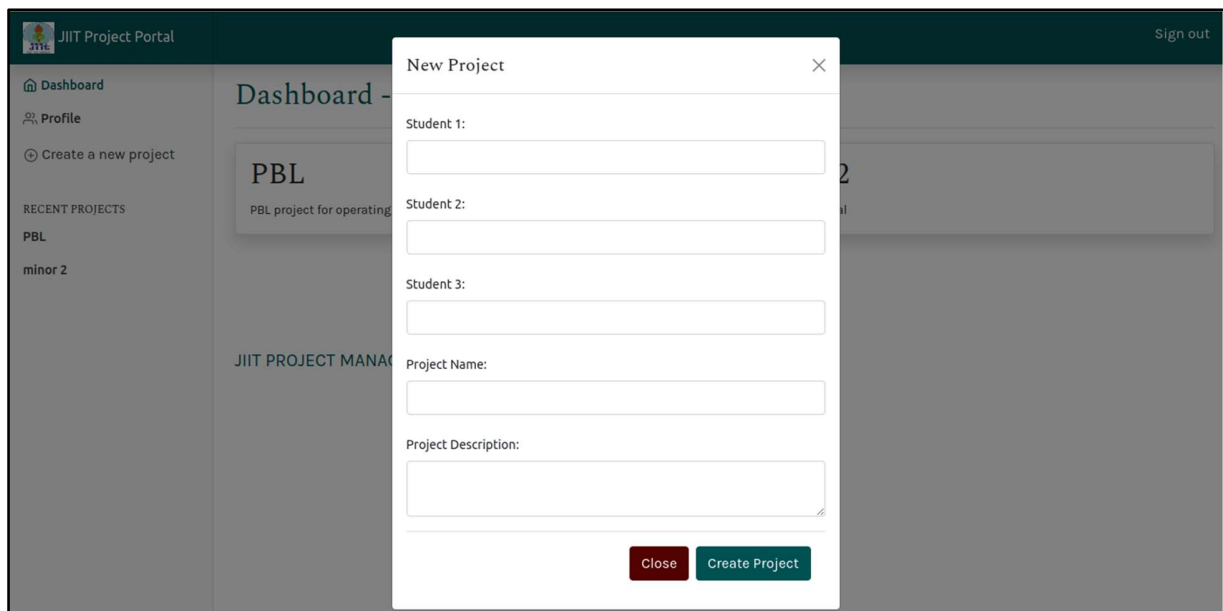 JIIT
JIIT Project Portal
Sign out
Dashboard
Profile
Create a new project
RECENT PROJECTS
PBL
minor 2
Dashboard -
PBL
PBL project for operating
2
al
JIIT PROJECT MANAG
New Project
Student 1:
Student 2:
Student 3:
Project Name:
Project Description:
Close
Create Project